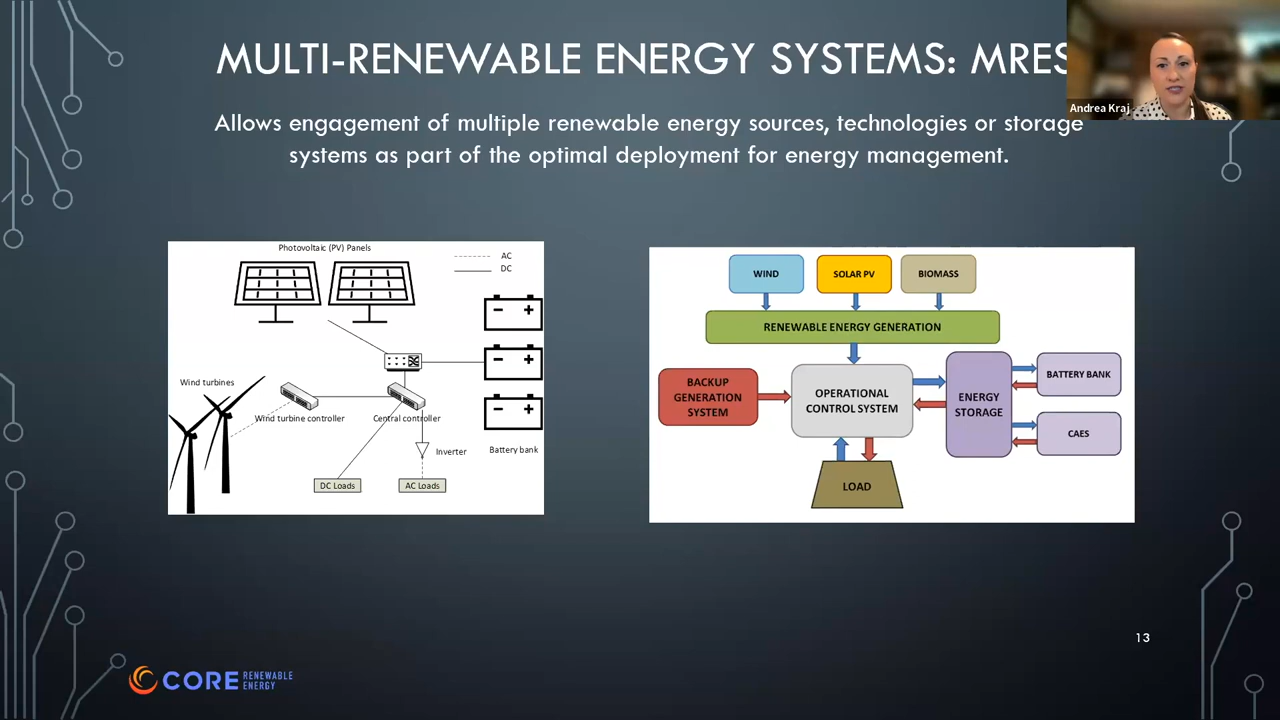 MULTI-RENEWABLE ENERGY SYSTEMS: MRES
Andrea Kraj
Allows engagement of multiple renewable energy sources, technologies or storage
systems as part of the optimal deployment for energy management.
Photovoltaic (PV) Panels
AC
DC
Wind turbines
Wind turbine controller
Central controller
Inverter
Battery bank
DC Loads
AC Loads
WIND
SOLAR PV
BIOMASS
RENEWABLE ENERGY GENERATION
BACKUP
GENERATION
SYSTEM
OPERATIONAL
CONTROL SYSTEM
ENERGY
STORAGE
BATTERY BANK
CAES
LOAD
13
CORE RENEWABLE
ENERGY